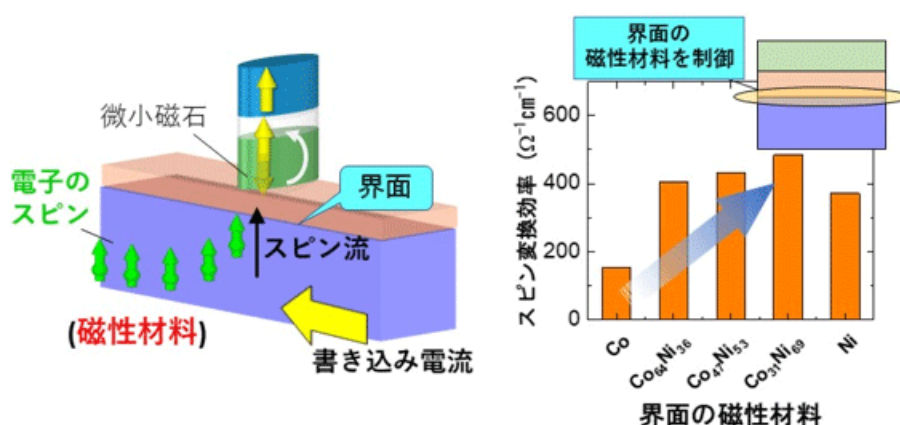 微小磁石
電子の
スピン
界面
スピン流
(磁性材料)
書き込み電流
界面の
磁性材料を制御
スピン変換効率 (Ω⁻¹cm⁻¹)
600
400
200
0
Co
Co₆₄Ni₃₆
Co₄₇Ni₅₃
Co₃₁Ni₆₉
Ni
界面の磁性材料